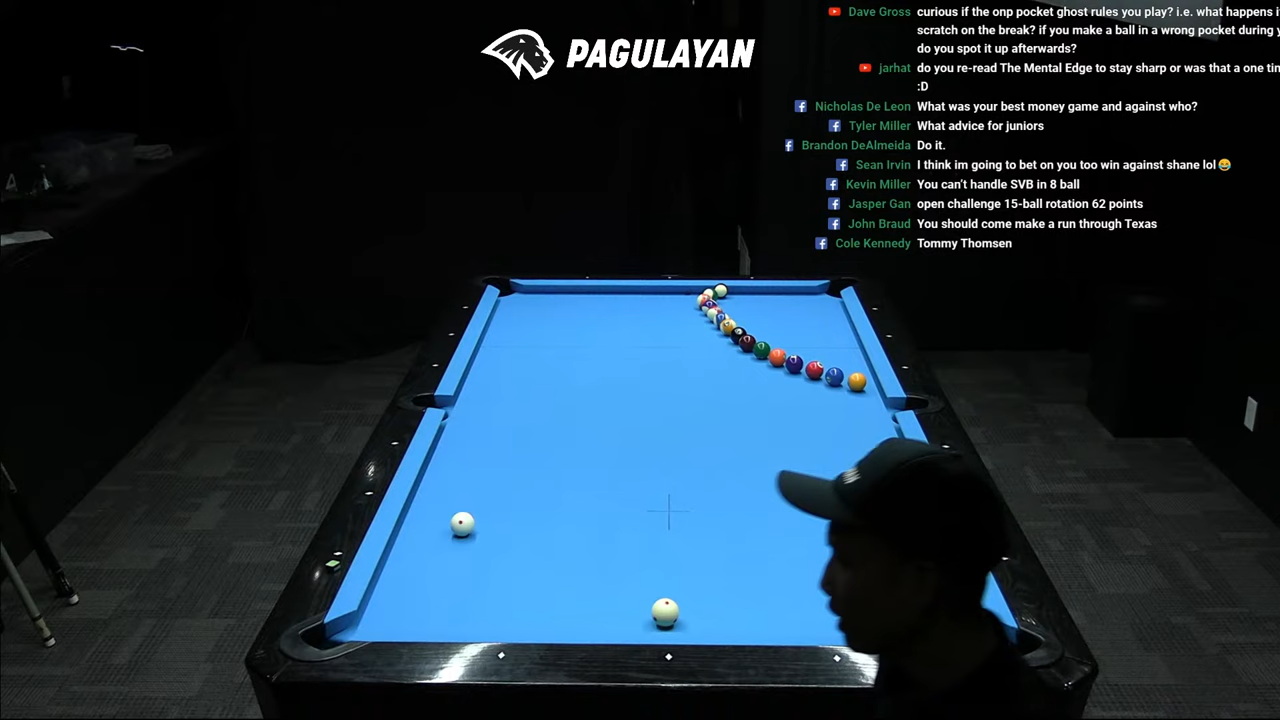 PAGULAYAN
Dave Gross curious if the onp pocket ghost rules you play? i.e. what happens i
scratch on the break? if you make a ball in a wrong pocket during
do you spot it up afterwards?
jarhat do you re-read The Mental Edge to stay sharp or was that a one
:D
Nicholas De Leon What was your best money game and against who?
Tyler Miller What advice for juniors
Brandon DeAlmeida Do it.
Sean Irvin I think im going to bet on you too win against shane lol😂
Kevin Miller You can't handle SVB in 8 ball
Jasper Gan open challenge 15-ball rotation 62 points
John Braud You should come make a run through Texas
Cole Kennedy Tommy Thomsen